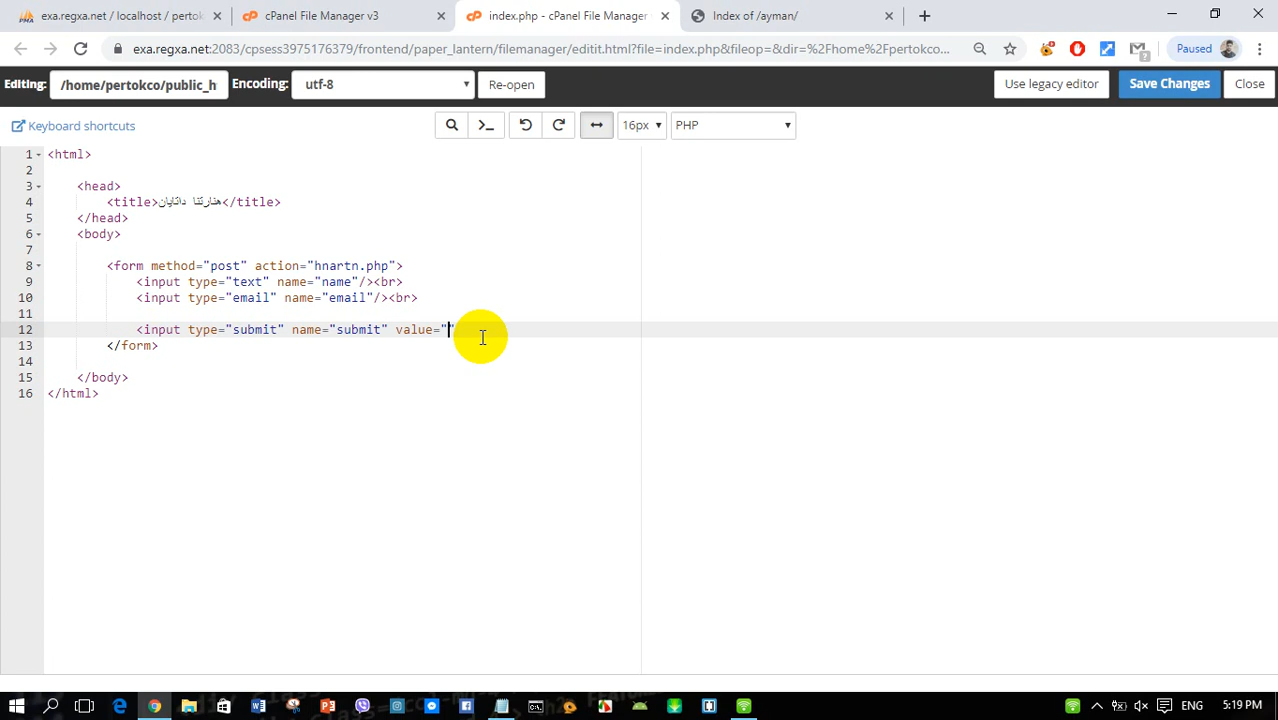 exa.regxa.net / localhost / pertok
cPanel File Manager v3
index.php - cPanel File Manager
Index of /ayman/
exa.regxa.net:2083/cpsess3975176379/frontend/paper_lantern/filemanager/editit.html?file=index.php&fileop=&dir=%2Fhome%2Fpertokco...
Paused
Editing:
/home/pertokco/public_h
Encoding:
utf-8
Re-open
Use legacy editor
Save Changes
Close
Keyboard shortcuts
16px
PHP
1 <html>
2
3 <head>
4 <title>هنارتنا داتایان</title>
5 </head>
6 <body>
7
8 <form method="post" action="hnartn.php">
9 <input type="text" name="name"/><br>
10 <input type="email" name="email"/><br>
11
12 <input type="submit" name="submit" value=""
13 </form>
14
15 </body>
16 </html>
ENG
5:19 PM